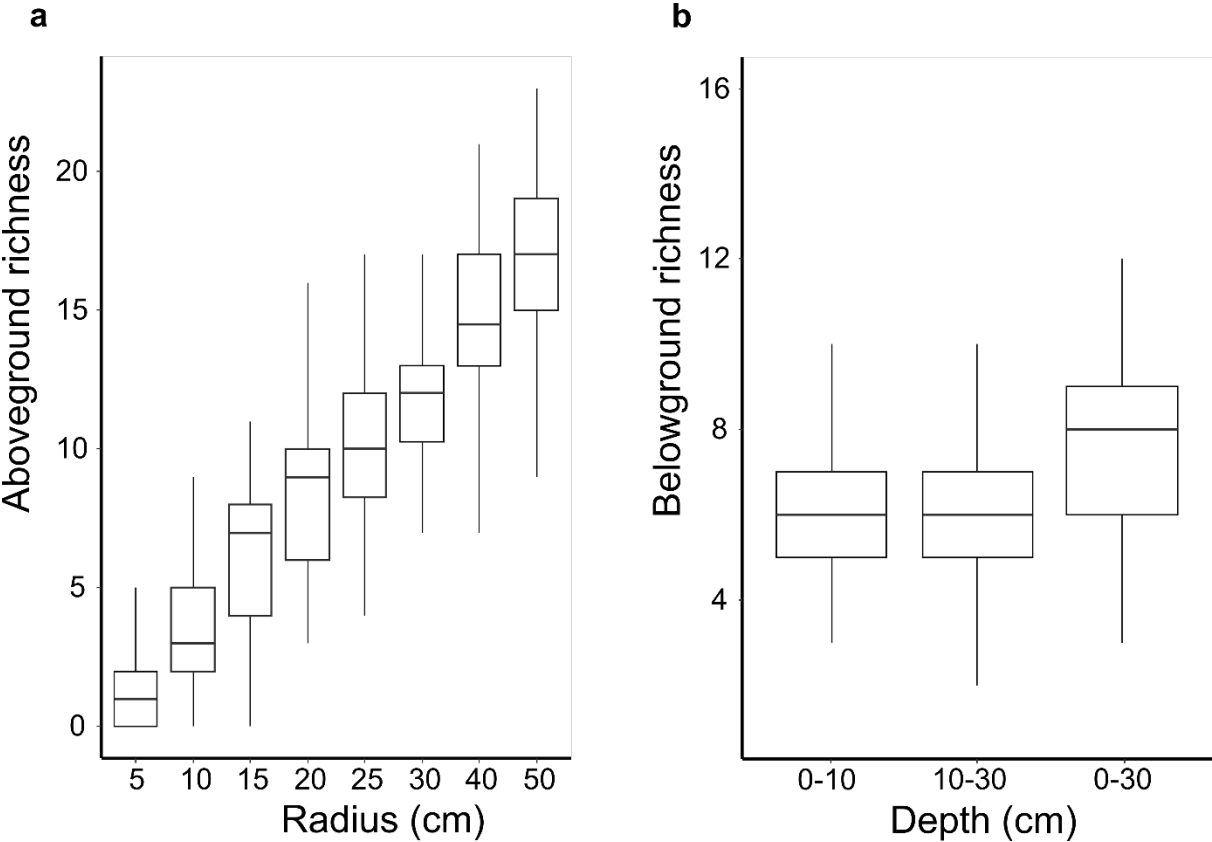 a
Aboveground richness
20
15
10
5
0
5 10 15 20 25 30 40 50
Radius (cm)
b
Belowground richness
16
12
8
4
0-10 10-30 0-30
Depth (cm)